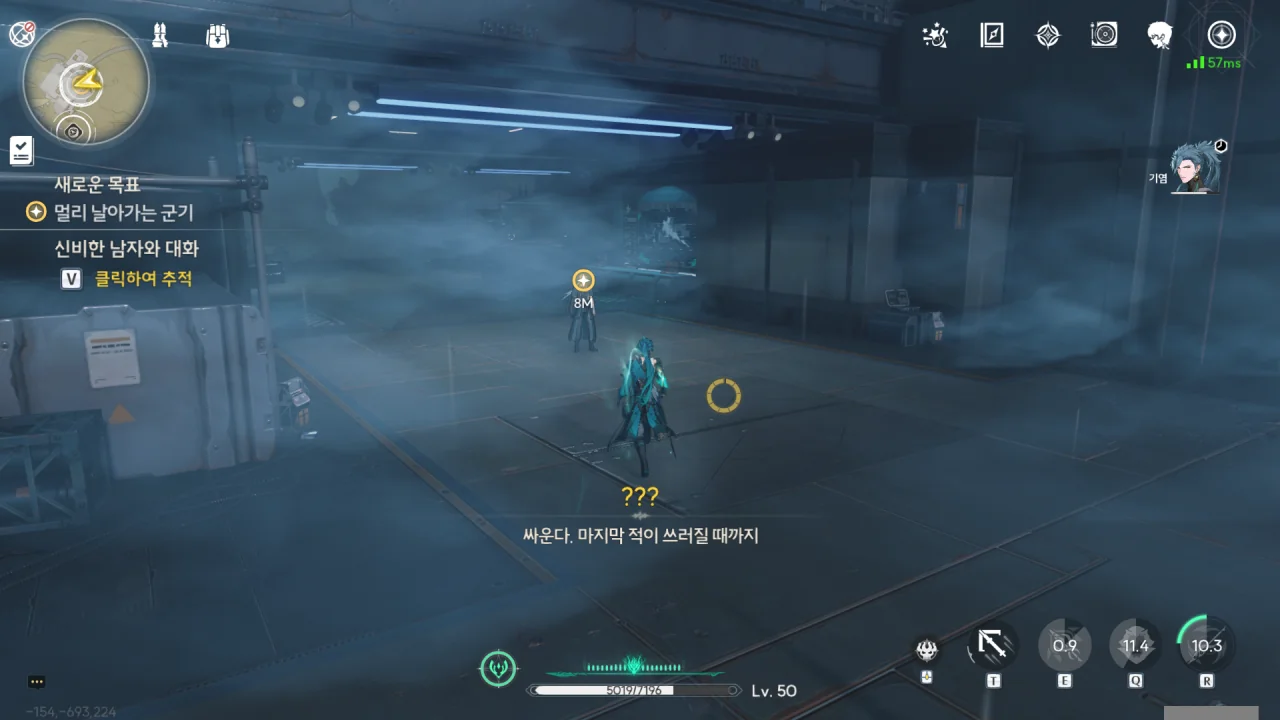 57ms
새로운 목표
멀리 날아가는 군기
신비한 남자와 대화
V 클릭하여 추적
기염
8M
???
싸운다. 마지막 적이 쓰러질 때까지
0.9
11.4
10.3
T
E
Q
R
5019/7196
Lv. 50
-154,-693,224